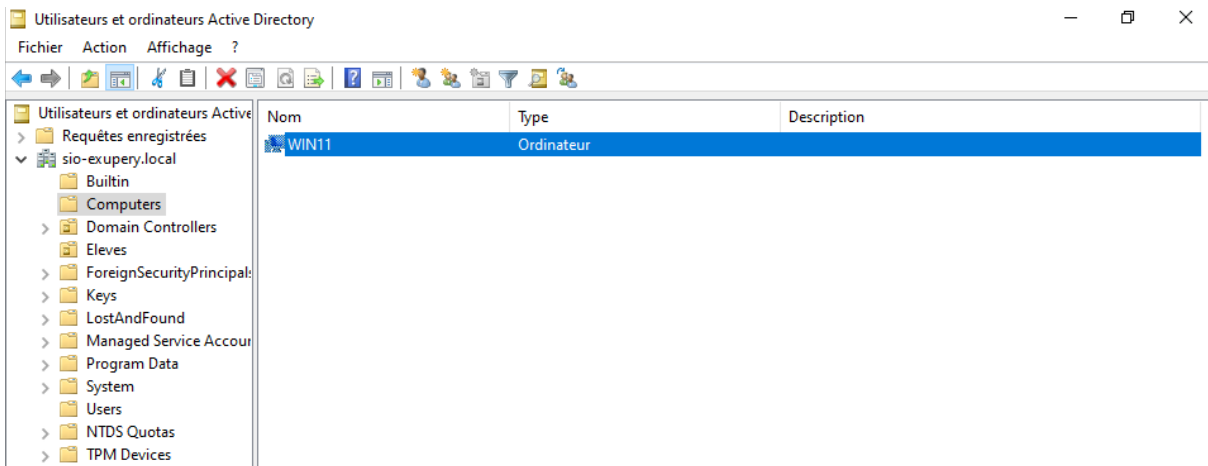 Utilisateurs et ordinateurs Active Directory
Fichier Action Affichage ?
Utilisateurs et ordinateurs Active
Requêtes enregistrées
sio-exupery.local
Builtin
Computers
Domain Controllers
Eleves
ForeignSecurityPrincipals
Keys
LostAndFound
Managed Service Accour
Program Data
System
Users
NTDS Quotas
TPM Devices
Nom Type Description
WIN11 Ordinateur